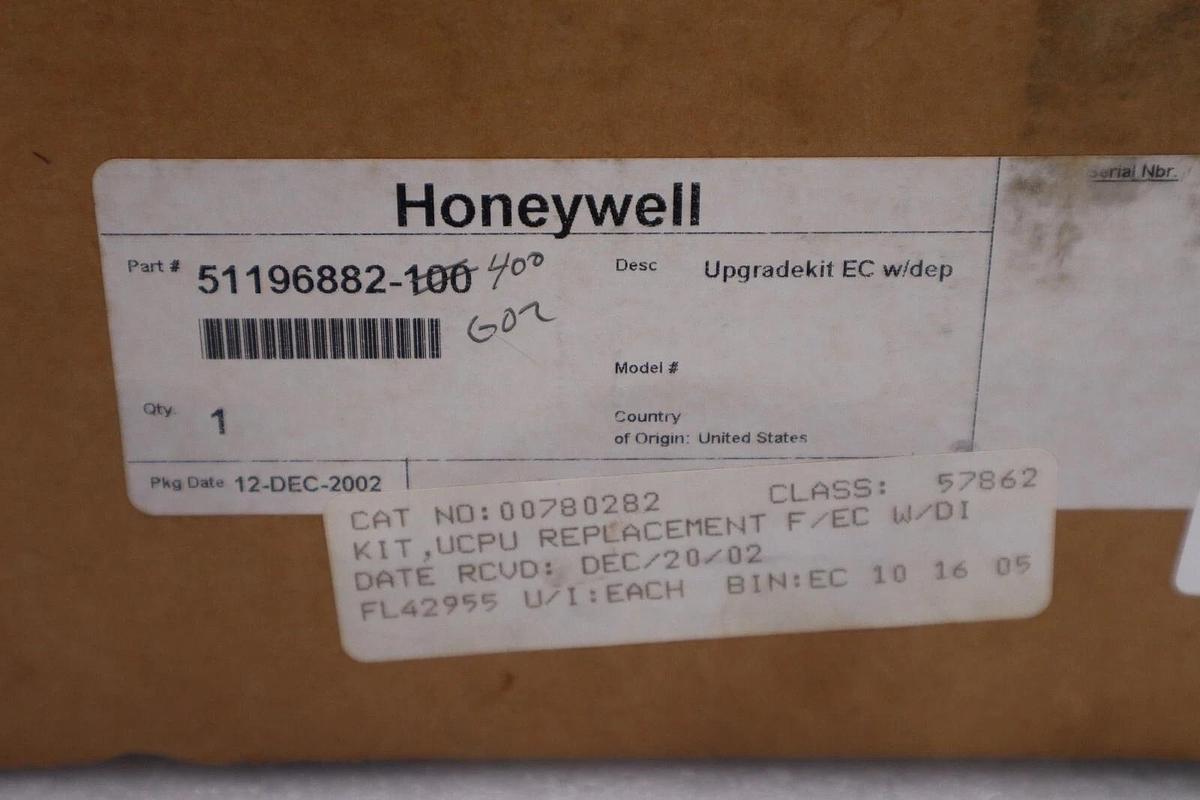 Honeywell
Serial Nbr.
Part # 51196882-100 400
G02
Desc Upgradekit EC w/dep
Model #
Qty. 1
Country
of Origin: United States
Pkg Date 12-DEC-2002
CAT NO:00780282 CLASS: 57862
KIT,UCPU REPLACEMENT F/EC W/DI
DATE RCVD: DEC/20/02
FL42955 U/I:EACH BIN:EC 10 16 05